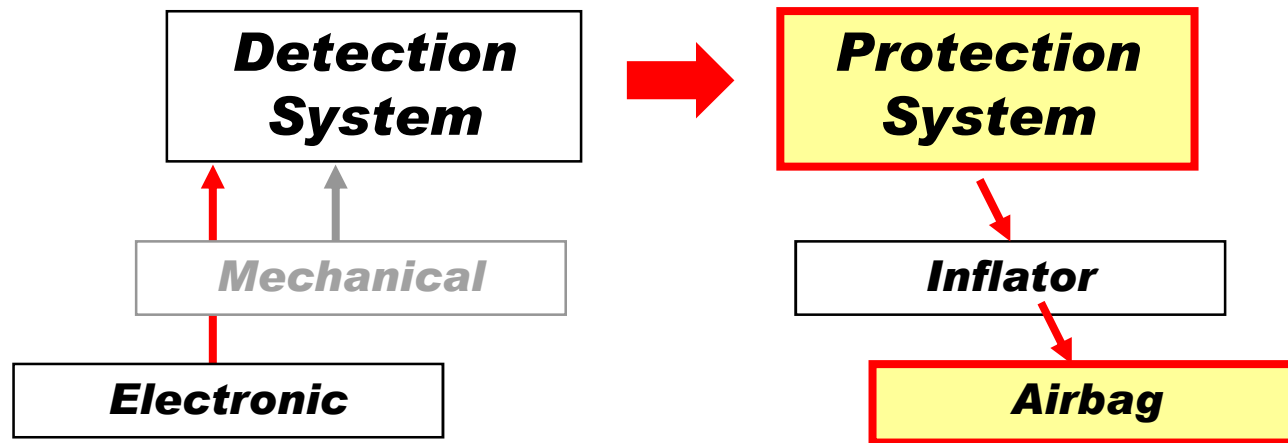 Detection
System
Protection
System
Mechanical
Inflator
Electronic
Airbag